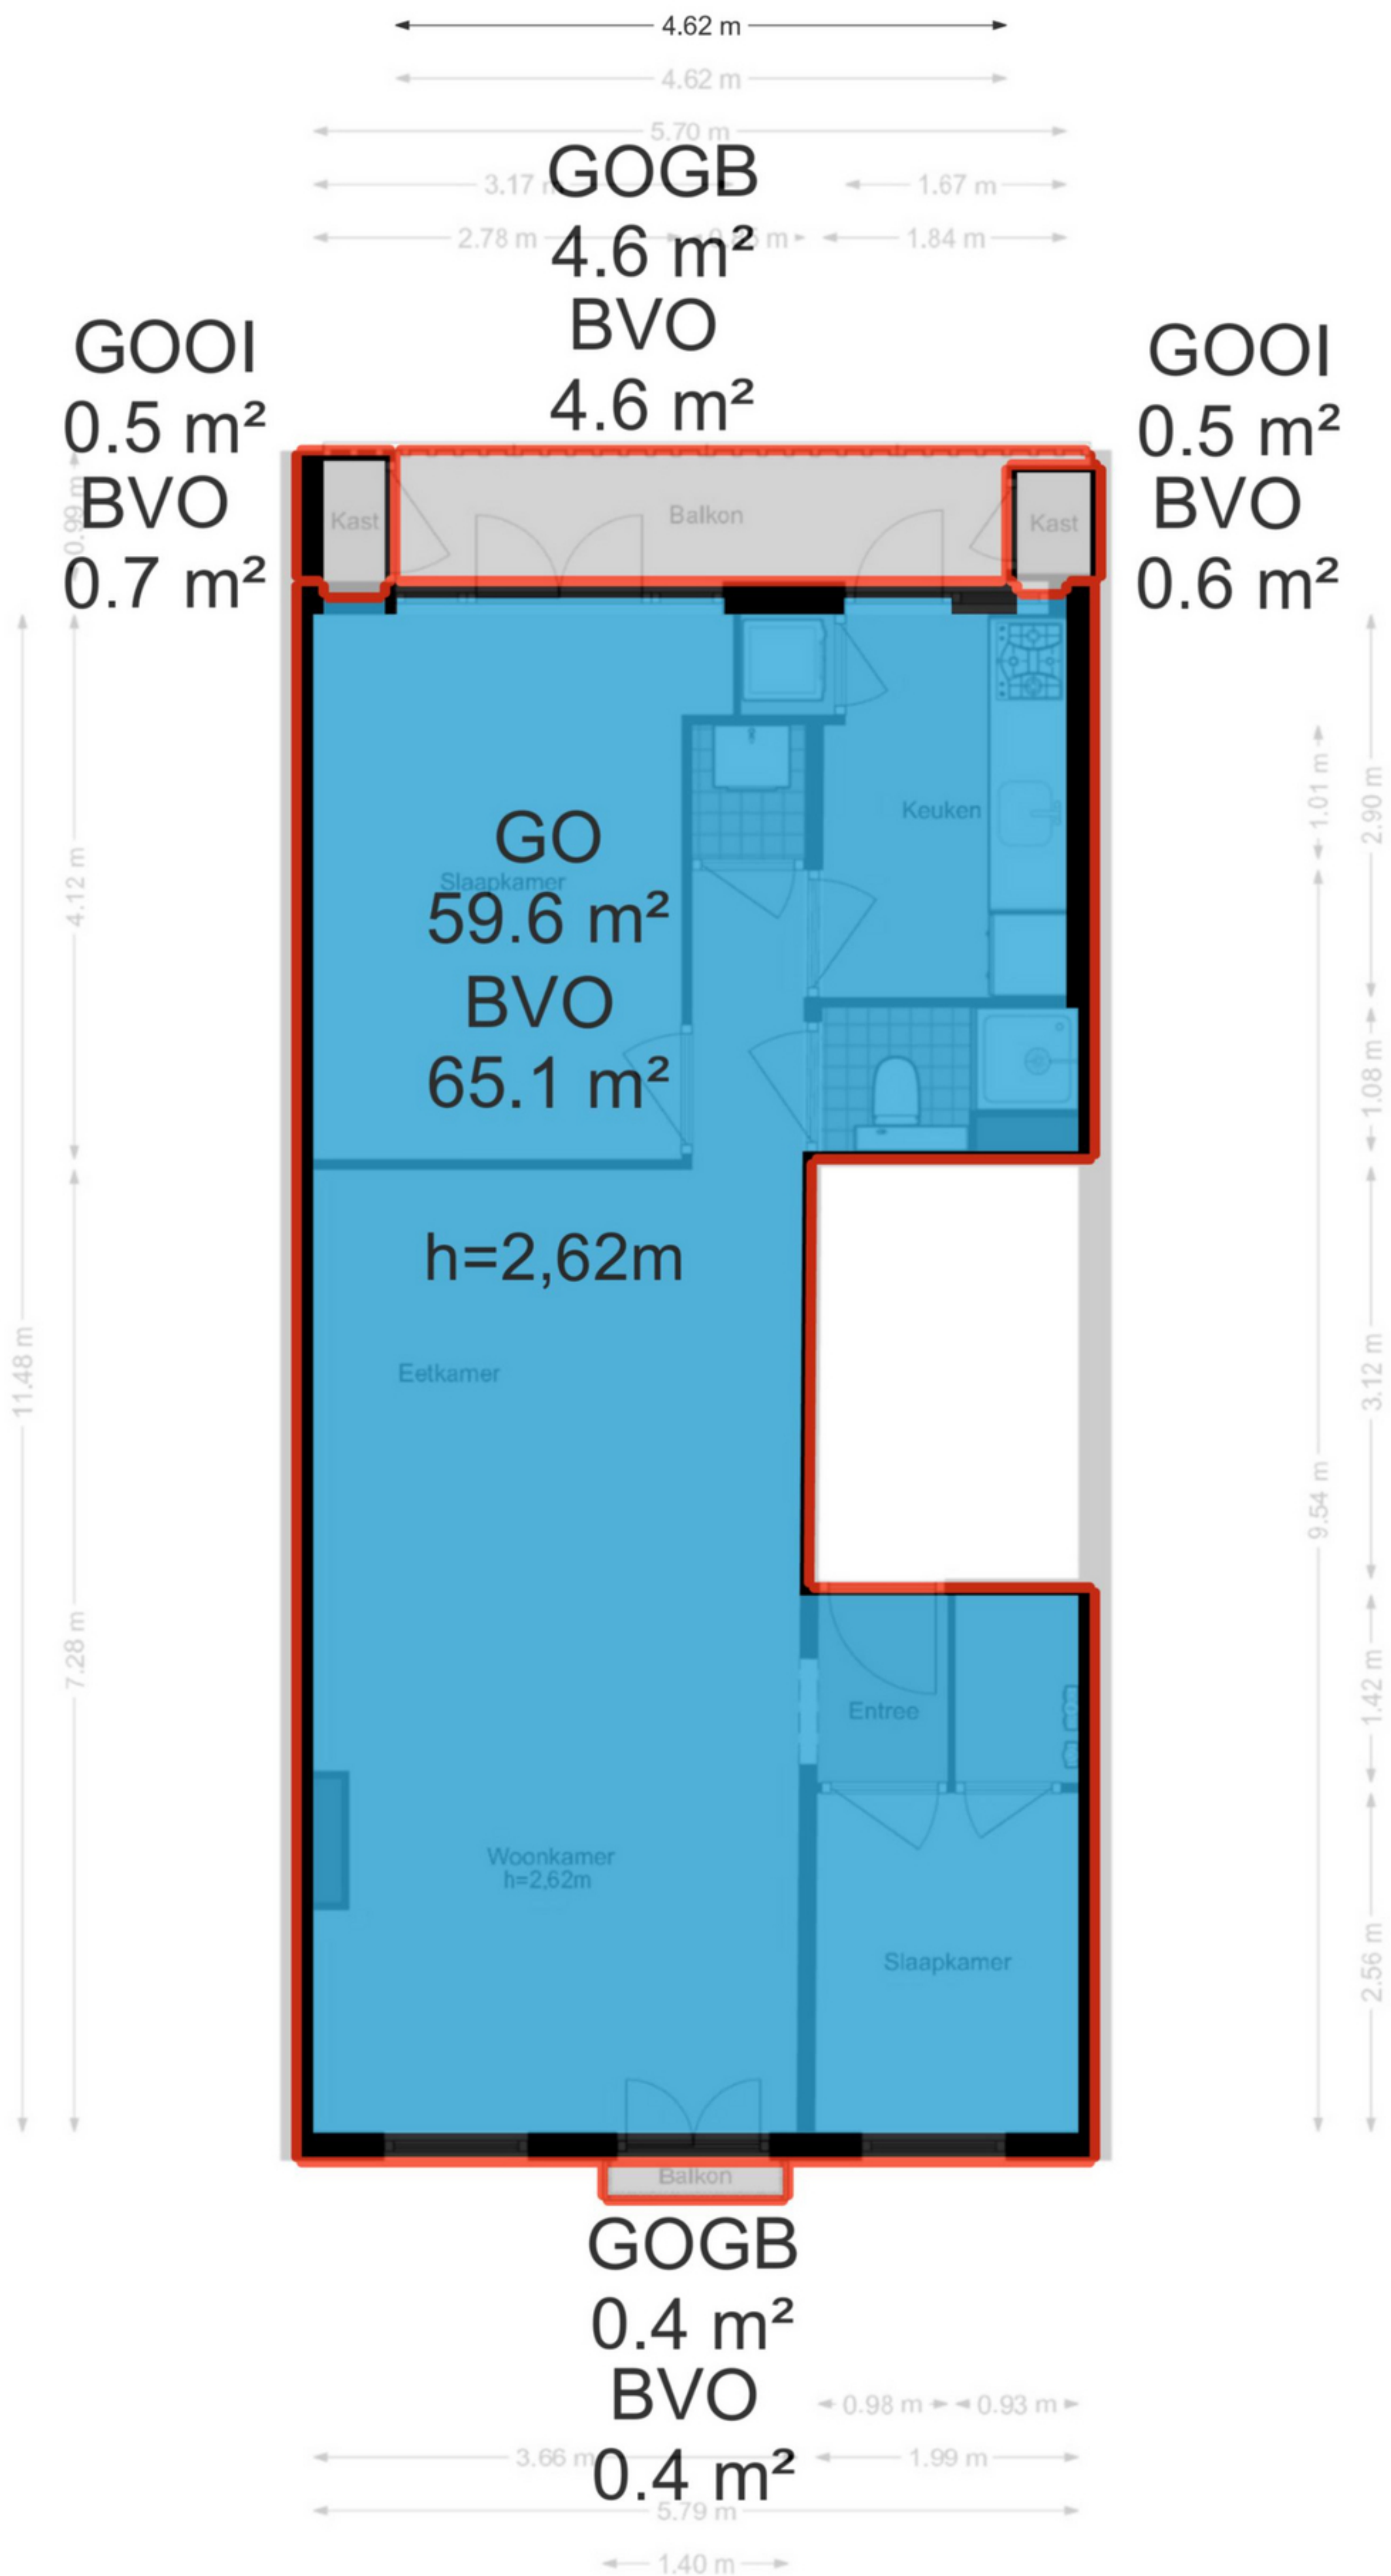 4.62 m
4.62 m
5.70 m
3.17 m
1.67 m
2.78 m
1.84 m
GOGB
4.6 m²
BVO
4.6 m²
GOOI
0.5 m²
BVO
0.7 m²
0.99 m
GOOI
0.5 m²
BVO
0.6 m²
Kast
Balkon
Kast
Keuken
Slaapkamer
GO
59.6 m²
BVO
65.1 m²
h=2,62m
Eetkamer
Entree
Woonkamer
h=2,62m
Slaapkamer
Balkon
4.12 m
11.48 m
7.28 m
1.01 m
2.90 m
1.08 m
3.12 m
9.54 m
1.42 m
2.56 m
GOGB
0.4 m²
BVO
0.4 m²
0.98 m
0.93 m
3.66 m
1.99 m
5.79 m
1.40 m